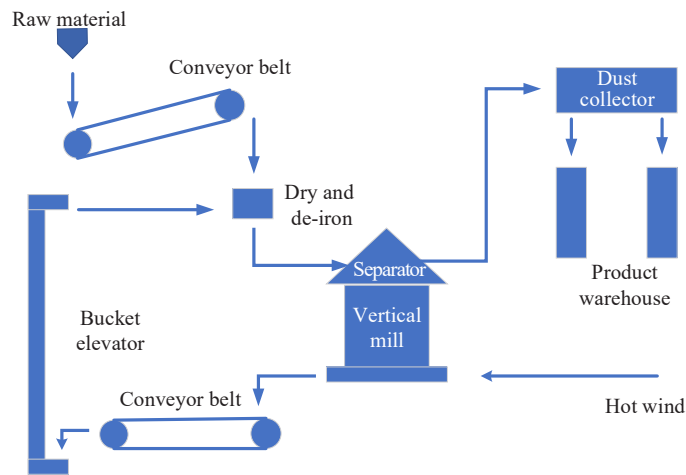 Raw material
Conveyor belt
Dust
collector
Dry and
de-iron
Separator
Product
warehouse
Vertical
mill
Bucket
elevator
Conveyor belt
Hot wind